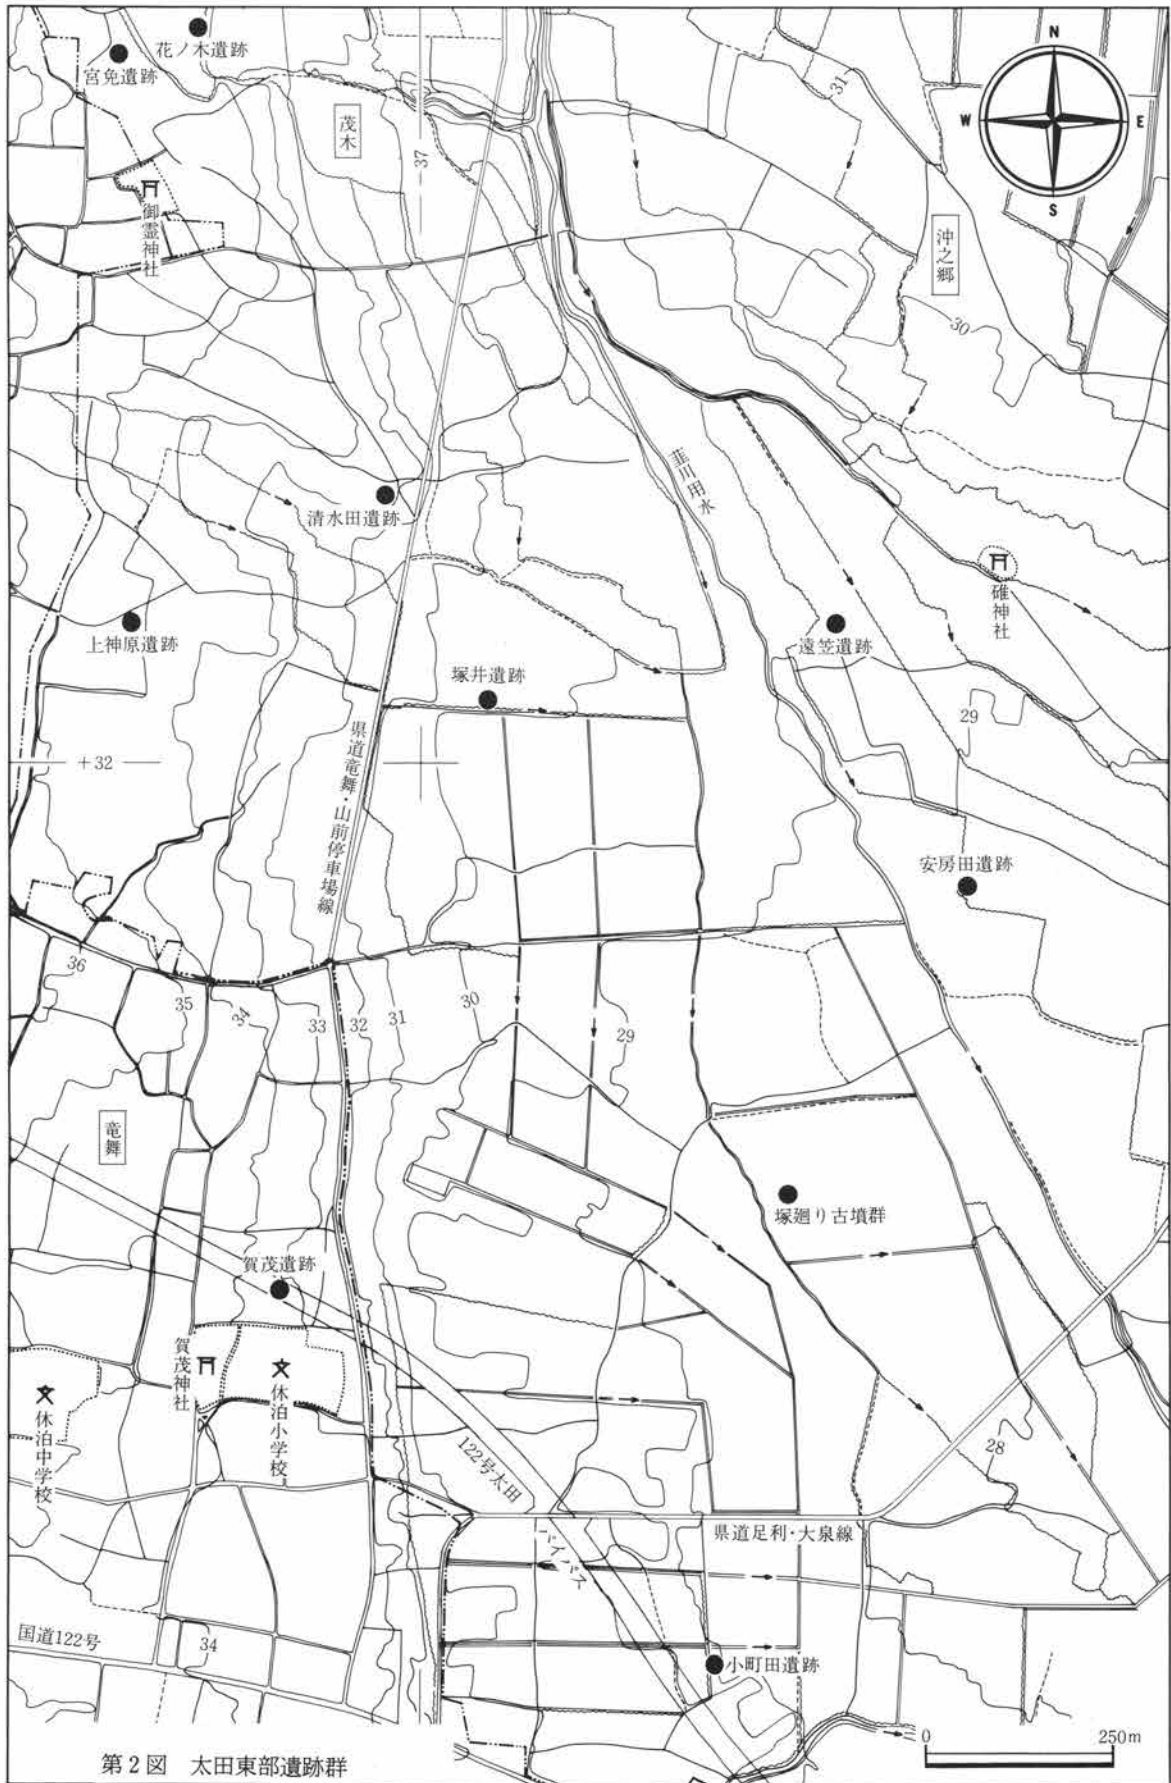 花ノ木遺跡
宮免遺跡
茂木
37
31
N
W
E
S
御霊神社
沖之郷
30
韮川用水
清水田遺跡
碓神社
上神原遺跡
遠笠遺跡
塚井遺跡
29
+32
県道竜舞・山前停車場線
安房田遺跡
36
35
34
33
32
31
30
29
竜舞
塚廻り古墳群
賀茂遺跡
賀茂神社
休泊小学校
休泊中学校
122号太田
バイパス
28
県道足利・大泉線
国道122号
34
小町田遺跡
0
250m
第2図 太田東部遺跡群